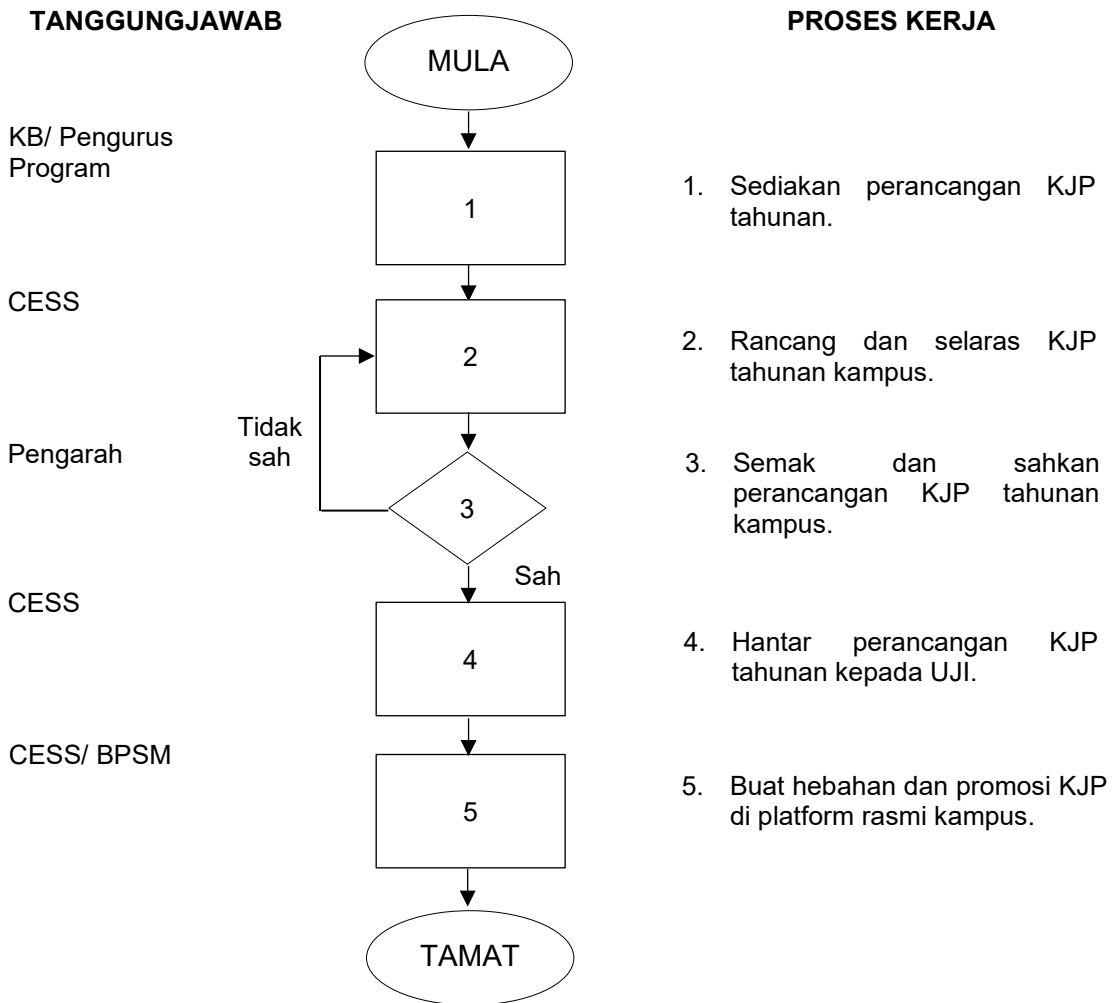 TANGGUNGJAWAB
PROSES KERJA
MULA
KB/ Pengurus
Program
1
1. Sediakan perancangan KJP
tahunan.
CESS
2
2. Rancang dan selaras KJP
tahunan kampus.
Tidak
sah
Pengarah
3
3. Semak dan sahkan
perancangan KJP tahunan
kampus.
Sah
CESS
4
4. Hantar perancangan KJP
tahunan kepada UJI.
CESS/ BPSM
5
5. Buat hebahan dan promosi KJP
di platform rasmi kampus.
TAMAT